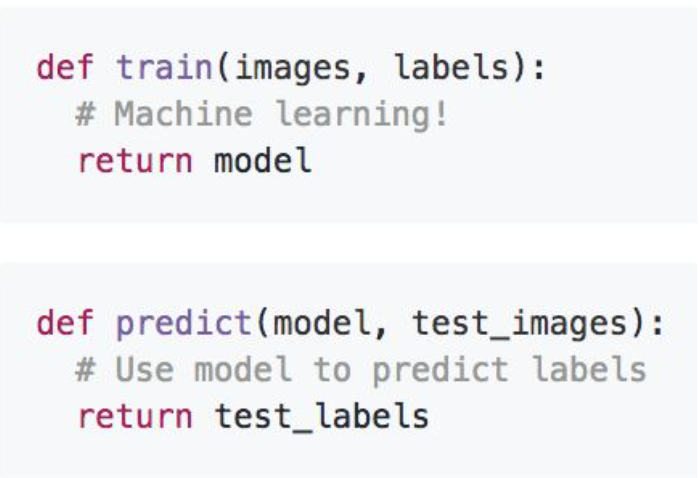 def train(images, labels):
  # Machine learning!
  return model
def predict(model, test_images):
  # Use model to predict labels
  return test_labels